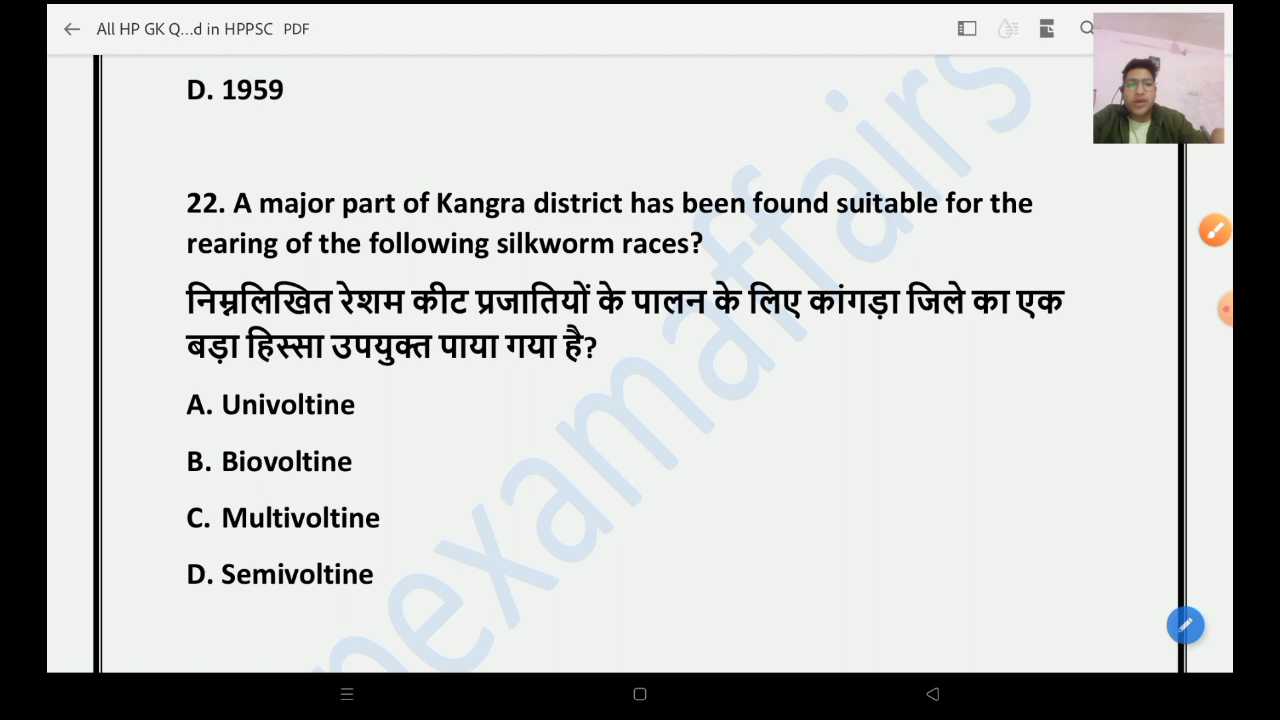 All HP GK Q...d in HPPSC PDF
D. 1959
22. A major part of Kangra district has been found suitable for the
rearing of the following silkworm races?
निम्नलिखित रेशम कीट प्रजातियों के पालन के लिए कांगड़ा जिले का एक
बड़ा हिस्सा उपयुक्त पाया गया है?
A. Univoltine
B. Biovoltine
C. Multivoltine
D. Semivoltine
pexamaffairs